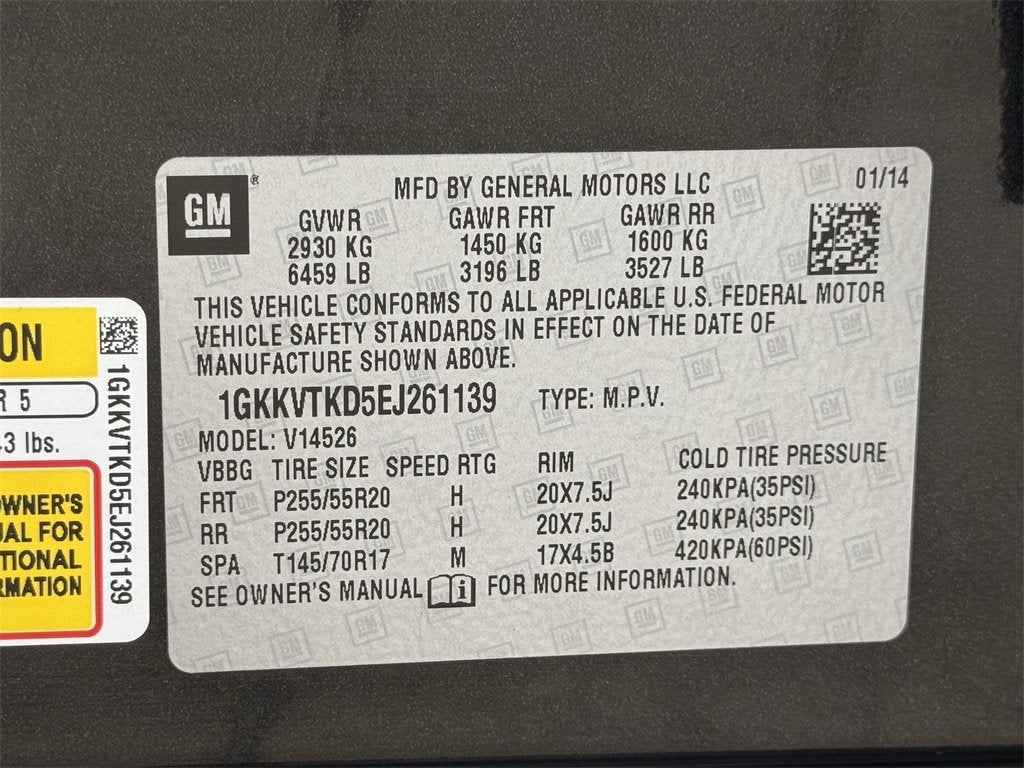 GM®
MFD BY GENERAL MOTORS LLC 01/14
GVWR GAWR FRT GAWR RR
2930 KG 1450 KG 1600 KG
6459 LB 3196 LB 3527 LB
THIS VEHICLE CONFORMS TO ALL APPLICABLE U.S. FEDERAL MOTOR
VEHICLE SAFETY STANDARDS IN EFFECT ON THE DATE OF
MANUFACTURE SHOWN ABOVE.
1GKKVTKD5EJ261139 TYPE: M.P.V.
MODEL: V14526
VBBG TIRE SIZE SPEED RTG RIM COLD TIRE PRESSURE
FRT P255/55R20 H 20X7.5J 240KPA(35PSI)
RR P255/55R20 H 20X7.5J 240KPA(35PSI)
SPA T145/70R17 M 17X4.5B 420KPA(60PSI)
SEE OWNER'S MANUAL i FOR MORE INFORMATION.
ON
R 5
3 lbs.
OWNER'S
UAL FOR
TIONAL
RMATION
1GKKVTKD5EJ261139